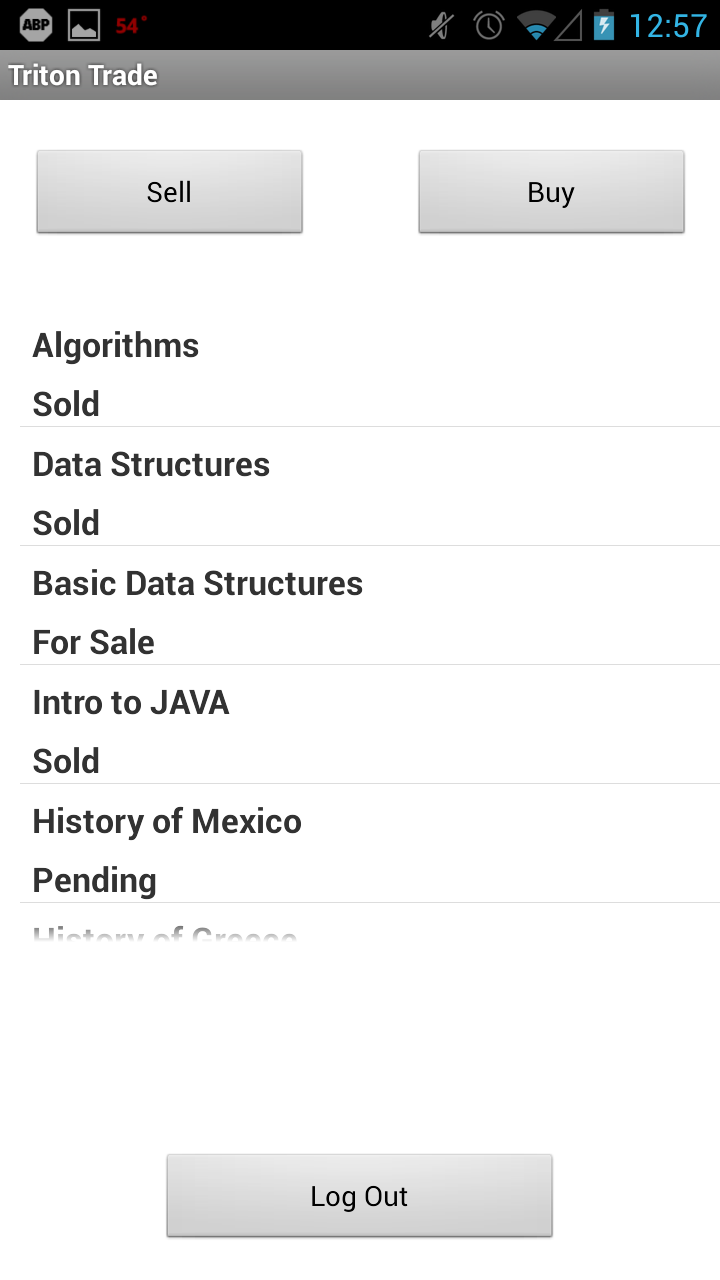 ABP 54° 12:57
Triton Trade
Sell Buy
Algorithms
Sold
Data Structures
Sold
Basic Data Structures
For Sale
Intro to JAVA
Sold
History of Mexico
Pending
History of Greece
Log Out